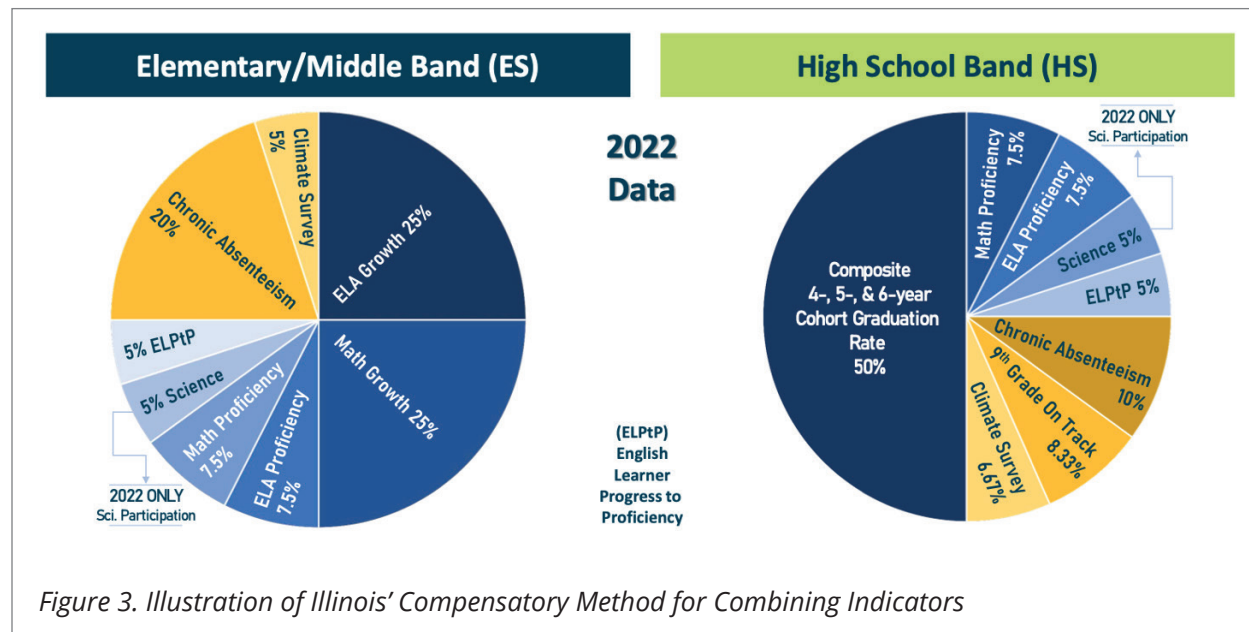 Elementary/Middle Band (ES)
High School Band (HS)
2022
Data
Climate Survey
5%
Chronic Absenteeism
20%
ELA Growth 25%
Math Growth 25%
5% ELPtP
5% Science
Math Proficiency
7.5%
ELA Proficiency
7.5%
2022 ONLY
Sci. Participation
(ELPtP)
English
Learner
Progress to
Proficiency
2022 ONLY
Sci. Participation
Math Proficiency
7.5%
ELA Proficiency
7.5%
Science 5%
ELPtP 5%
Composite
4-, 5-, & 6-year
Cohort Graduation
Rate
50%
Chronic Absenteeism
10%
9th Grade On Track
8.33%
Climate Survey
6.67%
Figure 3. Illustration of Illinois’ Compensatory Method for Combining Indicators